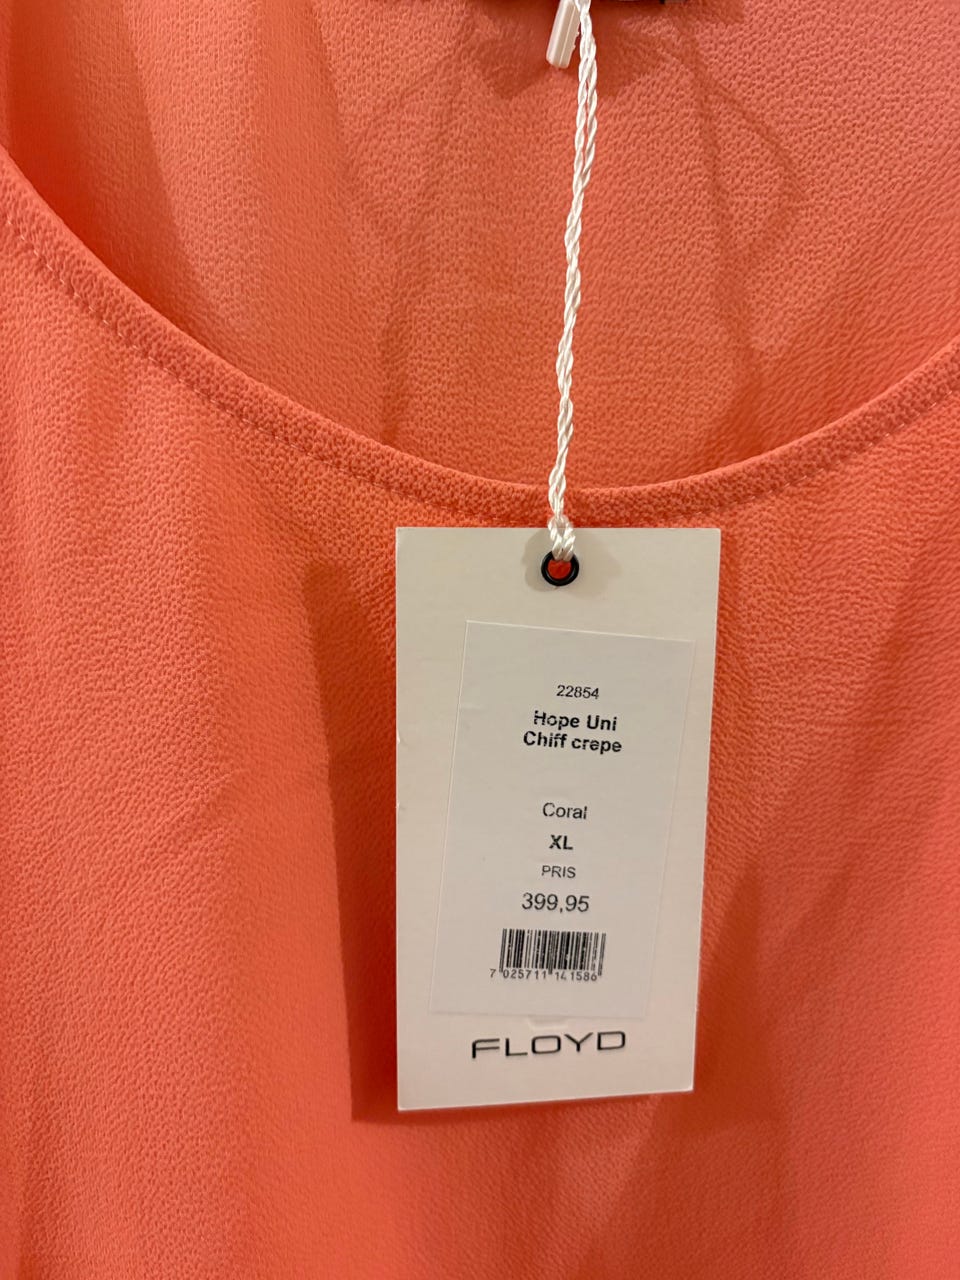 22854
Hope Uni
Chiff crepe
Coral
XL
PRIS
399,95
7 025711 141586
FLOYD